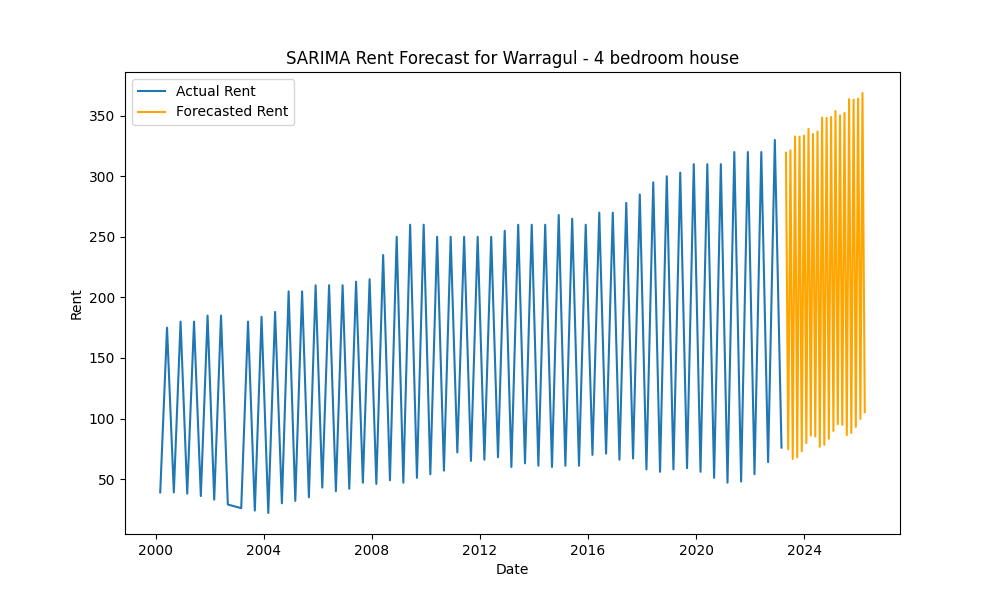 SARIMA Rent Forecast for Warragul - 4 bedroom house
Actual Rent
Forecasted Rent
350
300
250
200
150
100
50
Rent
2000 2004 2008 2012 2016 2020 2024
Date